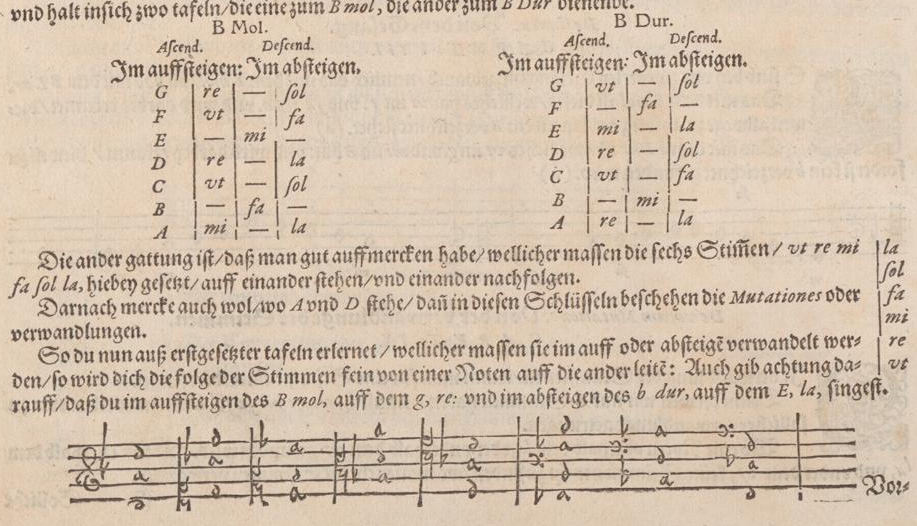 vnd halt in sich zwo tafeln/ die eine zum B mol, die ander zum B Dur dienende.
B Mol.
Ascend. Descend.
Im auffsteigen: Im absteigen.
G | re | — | sol
F | vt | — | fa
E | — | mi | —
D | re | — | la
C | vt | — | sol
B | — | fa | —
A | mi | — | la
B Dur.
Ascend. Descend.
Im auffsteigen: Im absteigen.
G | vt | — | sol
F | — | fa | —
E | mi | — | la
D | re | — | sol
C | vt | — | fa
B | — | mi | —
A | re | — | la
Die ander gattung ist/ daß man gut auffmercken habe/ wellicher massen die sechs Stim̄en/ vt re mi
fa sol la, hiebey gesetzt/ auff einander stehen/ vnd einander nachfolgen.
Darnach mercke auch wol/ wo A vnd D stehe/ dan̄ in diesen Schlüsseln beschehen die Mutationes oder
verwandlungen.
So du nun auß erstgesetzter tafeln erlernet/ wellicher massen sie im auff oder absteigē verwandelt wer-
den/ so wird dich die folge der Stimmen fein von einer Noten auff die ander leitē: Auch gib achtung da-
rauff/ daß du im auffsteigen des B mol, auff dem g, re: vnd im absteigen des b dur, auff dem E, la, singest.
la
sol
fa
mi
re
vt
Vor-